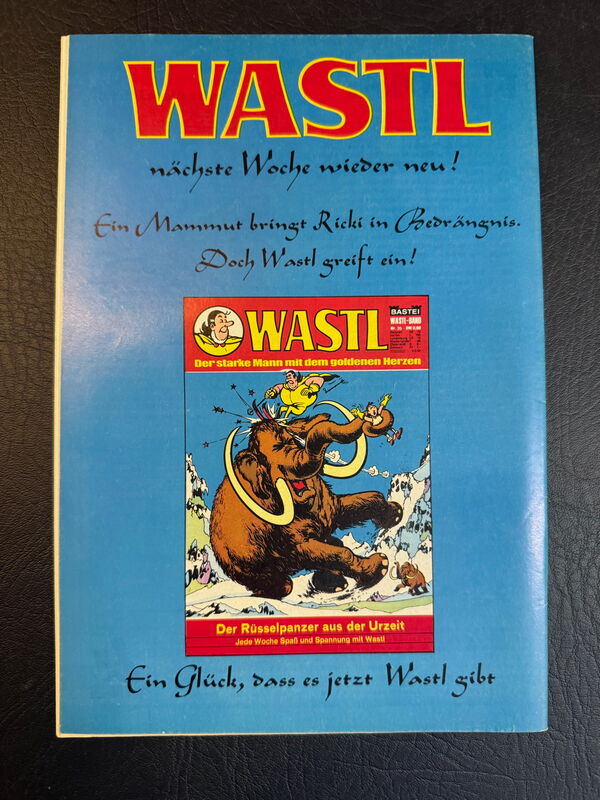 WASTL
nächste Woche wieder neu!
Ein Mammut bringt Ricki in Bedrängnis.
Doch Wastl greift ein!
WASTL
BASTEI
WASTL-BAND
Der starke Mann mit dem goldenen Herzen
Der Rüsselpanzer aus der Urzeit
Jede Woche Spaß und Spannung mit Wastl
Ein Glück, dass es jetzt Wastl gibt